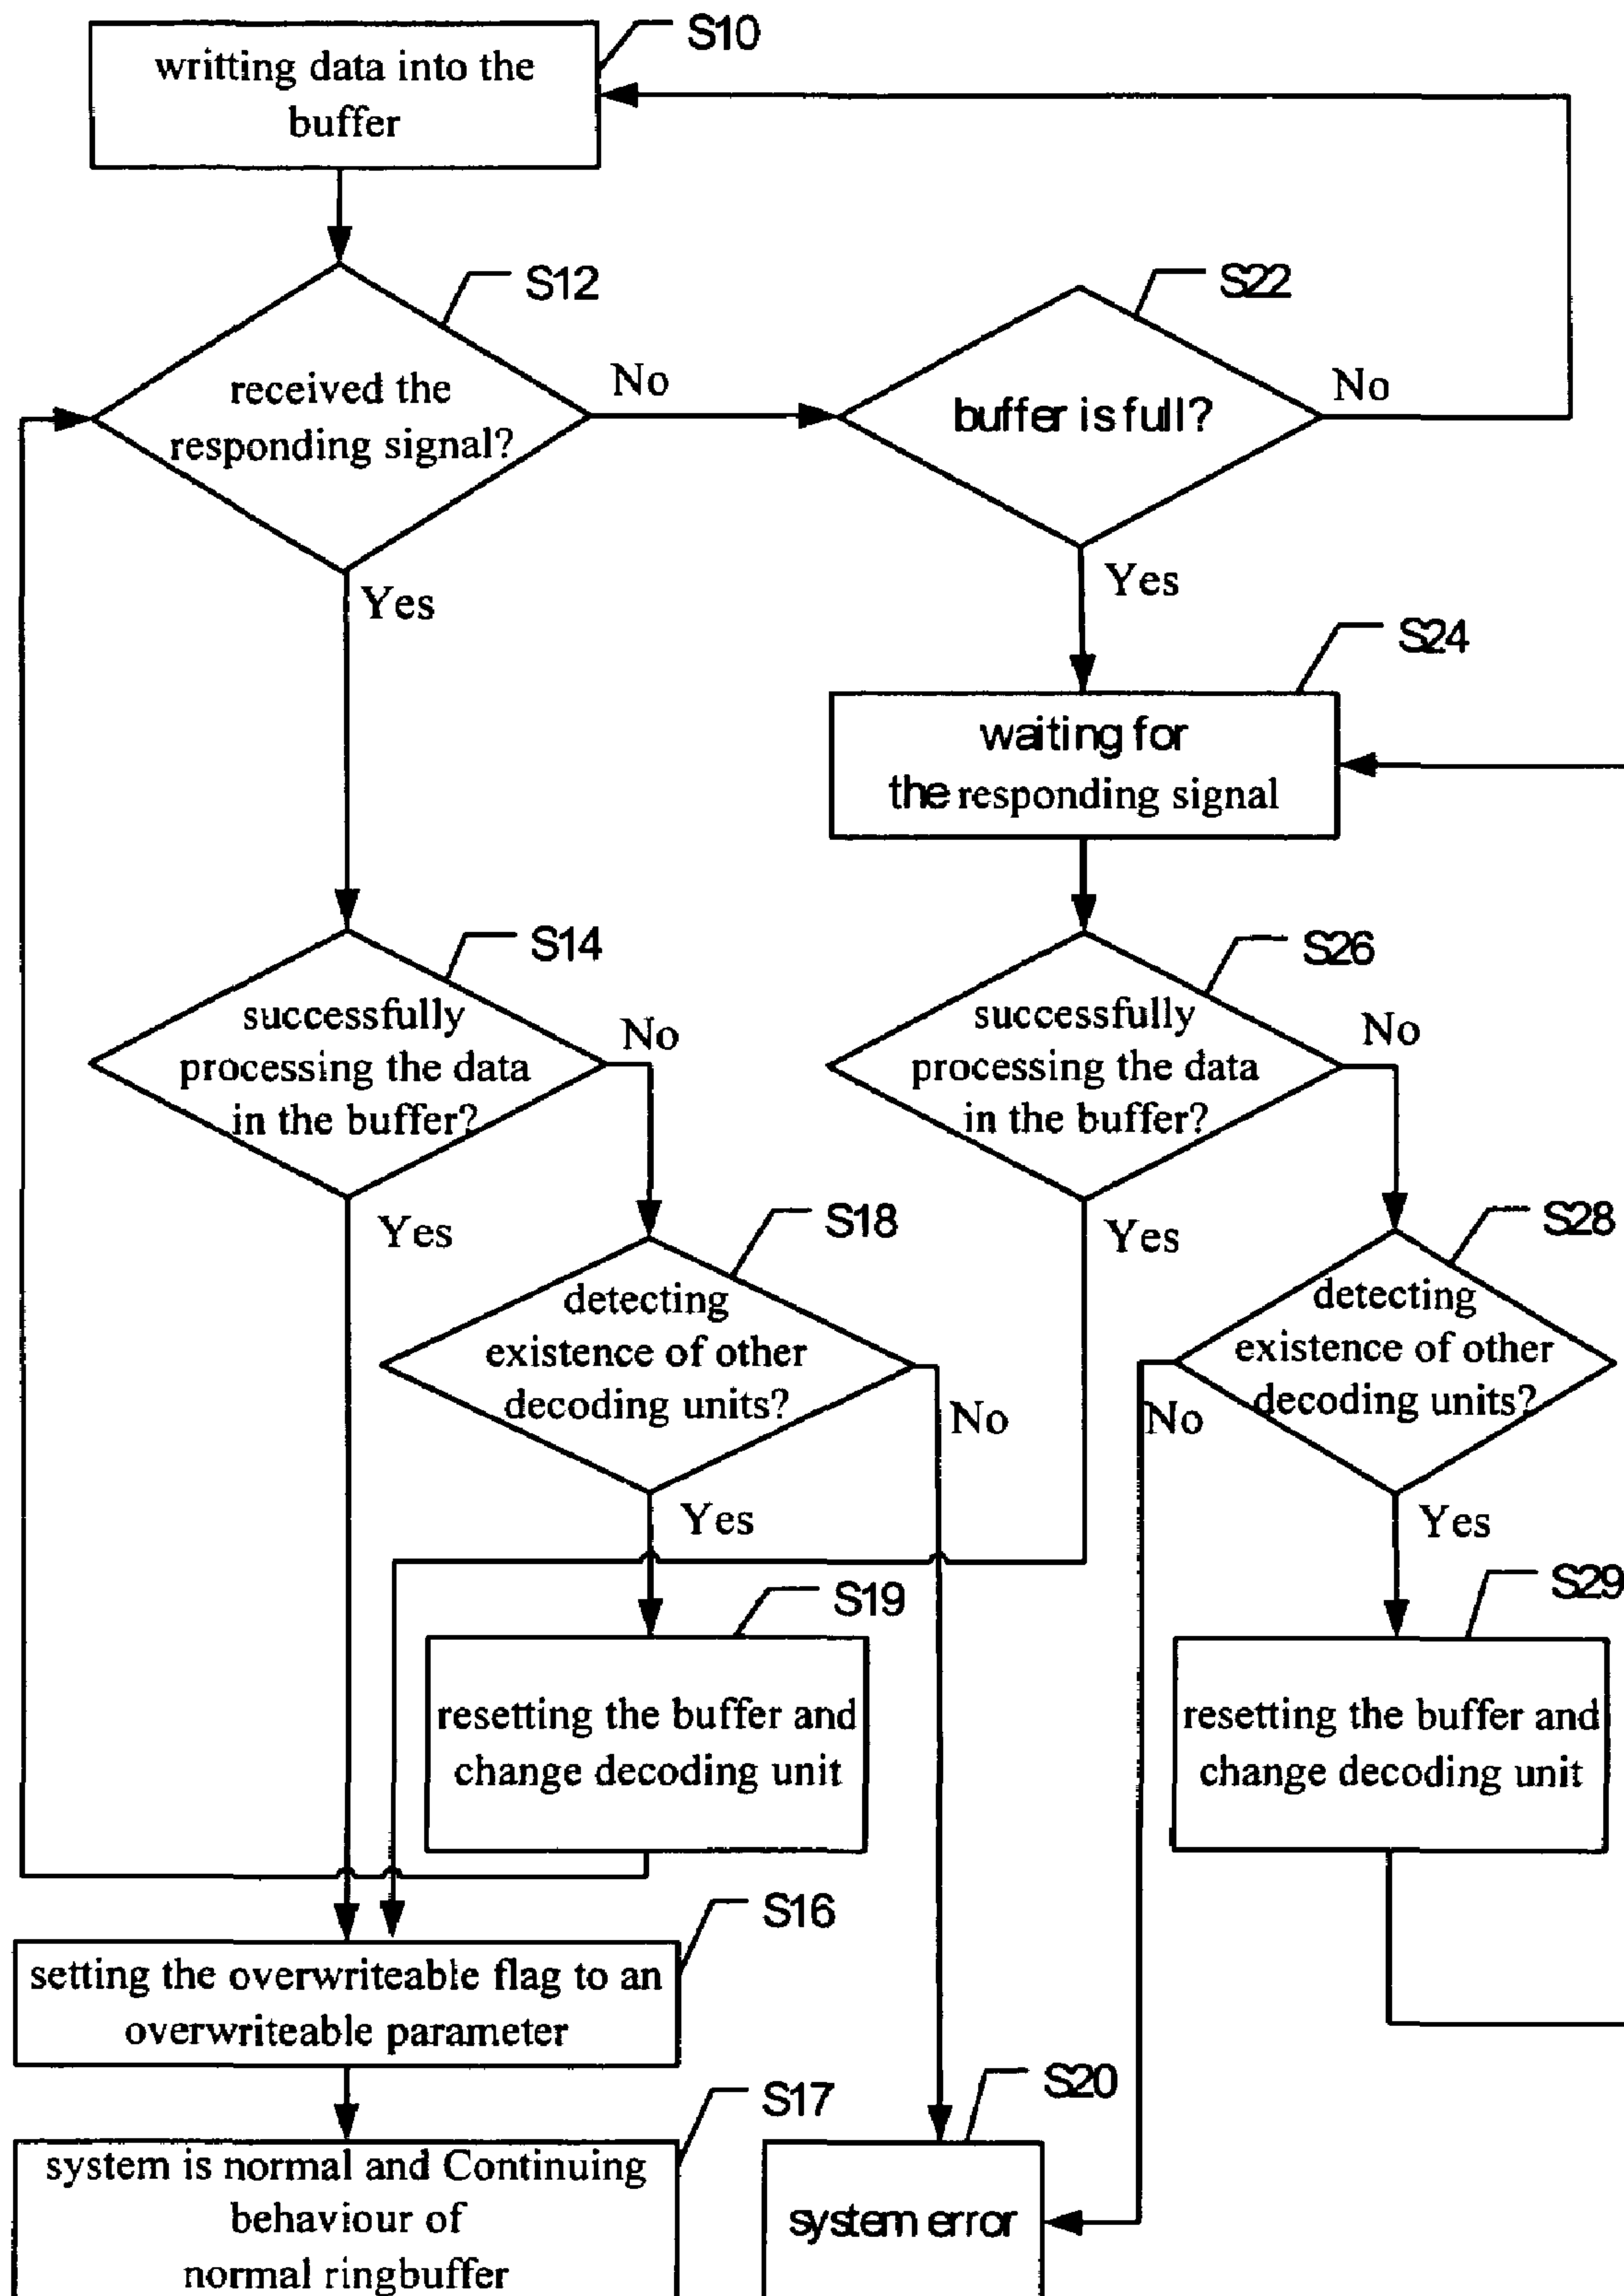 S10
writting data into the
buffer
S12
received the
responding signal?
No
S22
buffer is full?
No
Yes
Yes
S24
waiting for
the responding signal
S14
successfully
processing the data
in the buffer?
No
S26
successfully
processing the data
in the buffer?
No
Yes
S18
detecting
existence of other
decoding units?
No
Yes
Yes
S28
detecting
existence of other
decoding units?
No
Yes
S19
resetting the buffer and
change decoding unit
S29
resetting the buffer and
change decoding unit
S16
setting the overwriteable flag to an
overwriteable parameter
S17
system is normal and Continuing
behaviour of
normal ringbuffer
S20
system error